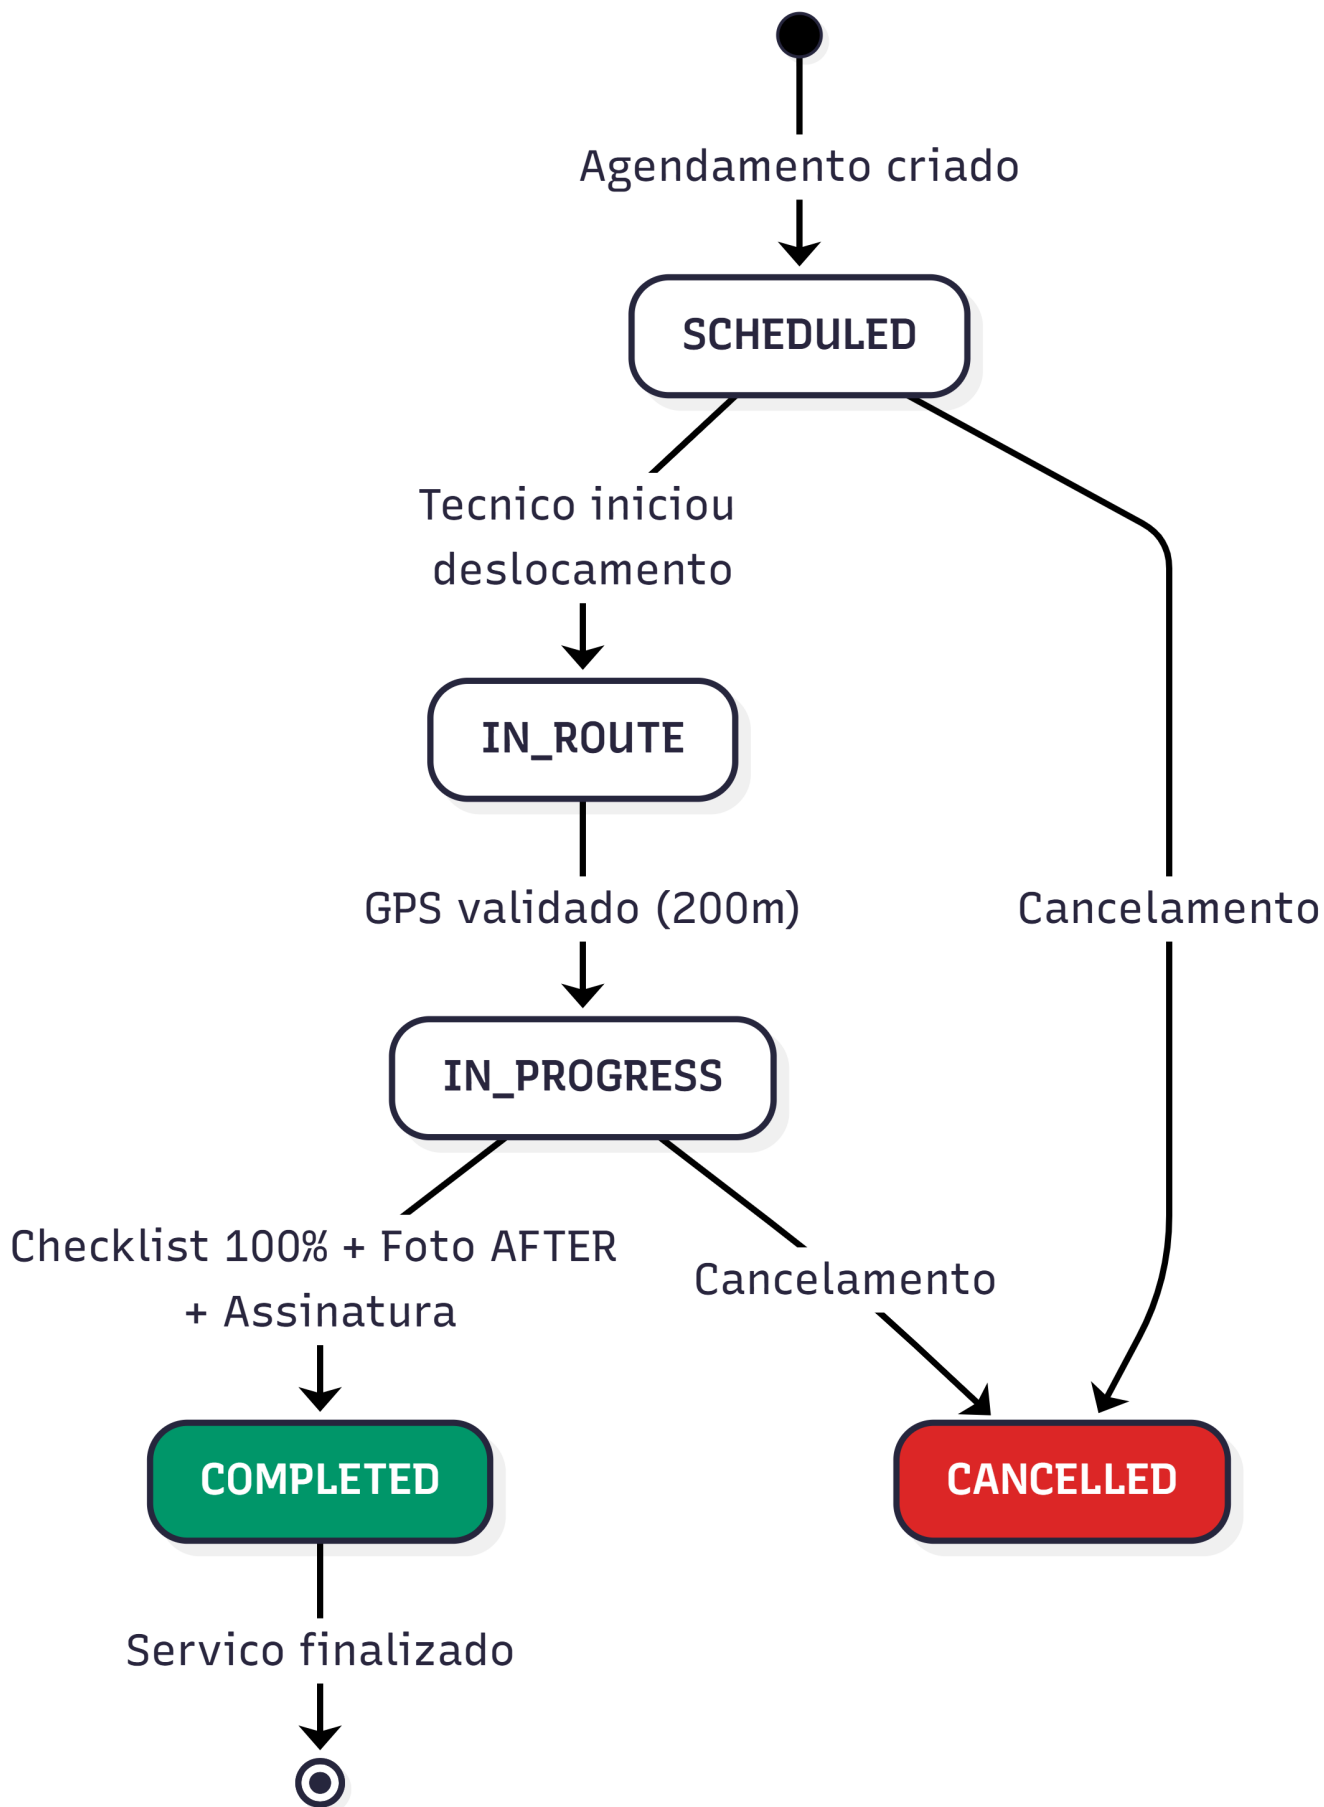 Agendamento criado
SCHEDULED
Tecnico iniciou
deslocamento
IN_ROUTE
GPS validado (200m)
Cancelamento
IN_PROGRESS
Checklist 100% + Foto AFTER
+ Assinatura
Cancelamento
COMPLETED
CANCELLED
Servico finalizado